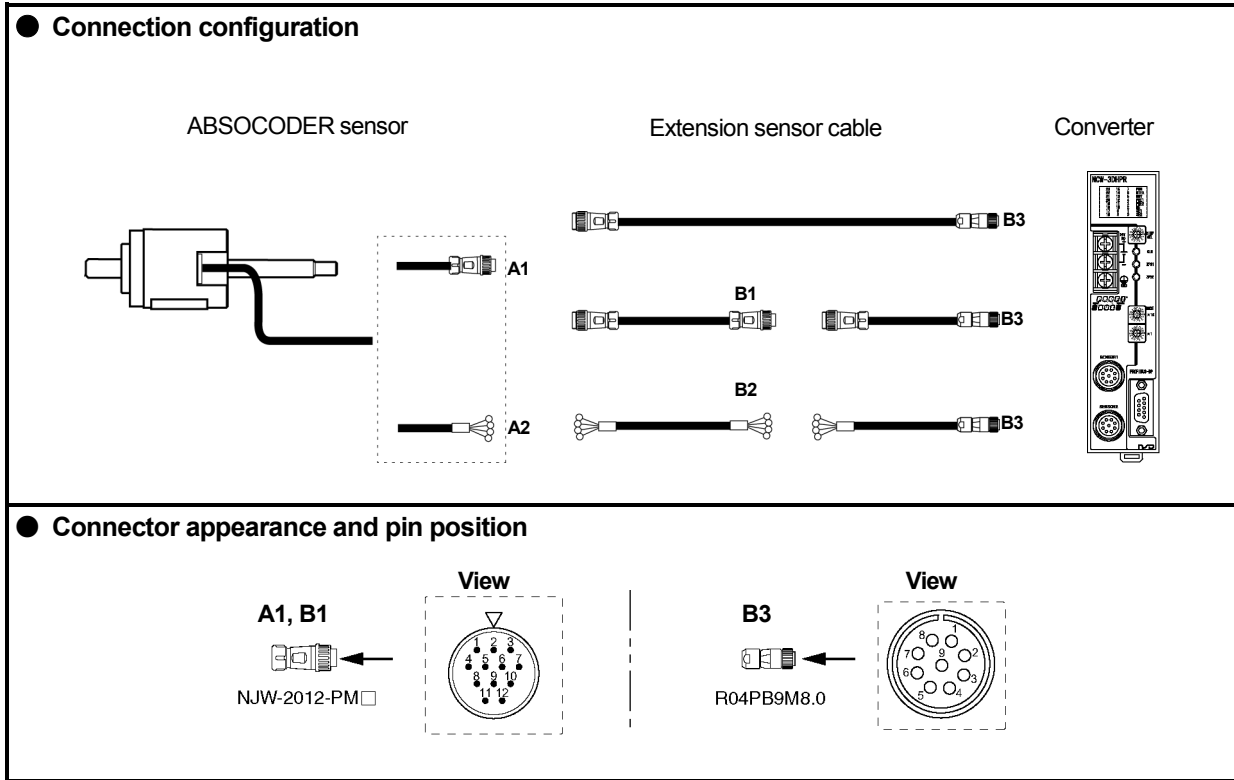 ● Connection configuration
ABSOCODER sensor
Extension sensor cable
Converter
A1
A2
B3
B1
B3
B2
B3
NCW-3DHPR
● Connector appearance and pin position
A1, B1
NJW-2012-PM□
View
1 2 3
4 5 6 7
8 9 10
11 12
B3
R04PB9M8.0
View
8 1
7 9 2
6 3
5 4